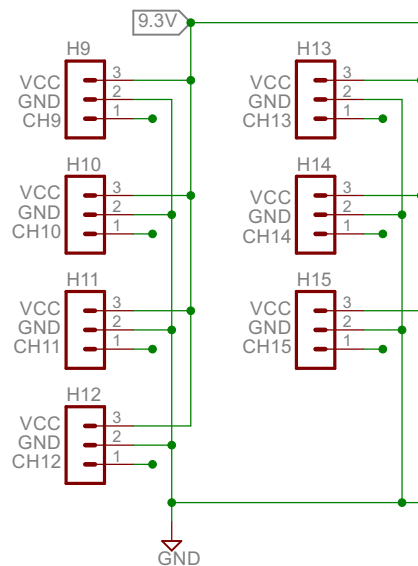 9.3V
H9
VCC 3
GND 2
CH9 1
H10
VCC 3
GND 2
CH10 1
H11
VCC 3
GND 2
CH11 1
H12
VCC 3
GND 2
CH12 1
H13
VCC 3
GND 2
CH13 1
H14
VCC 3
GND 2
CH14 1
H15
VCC 3
GND 2
CH15 1
GND